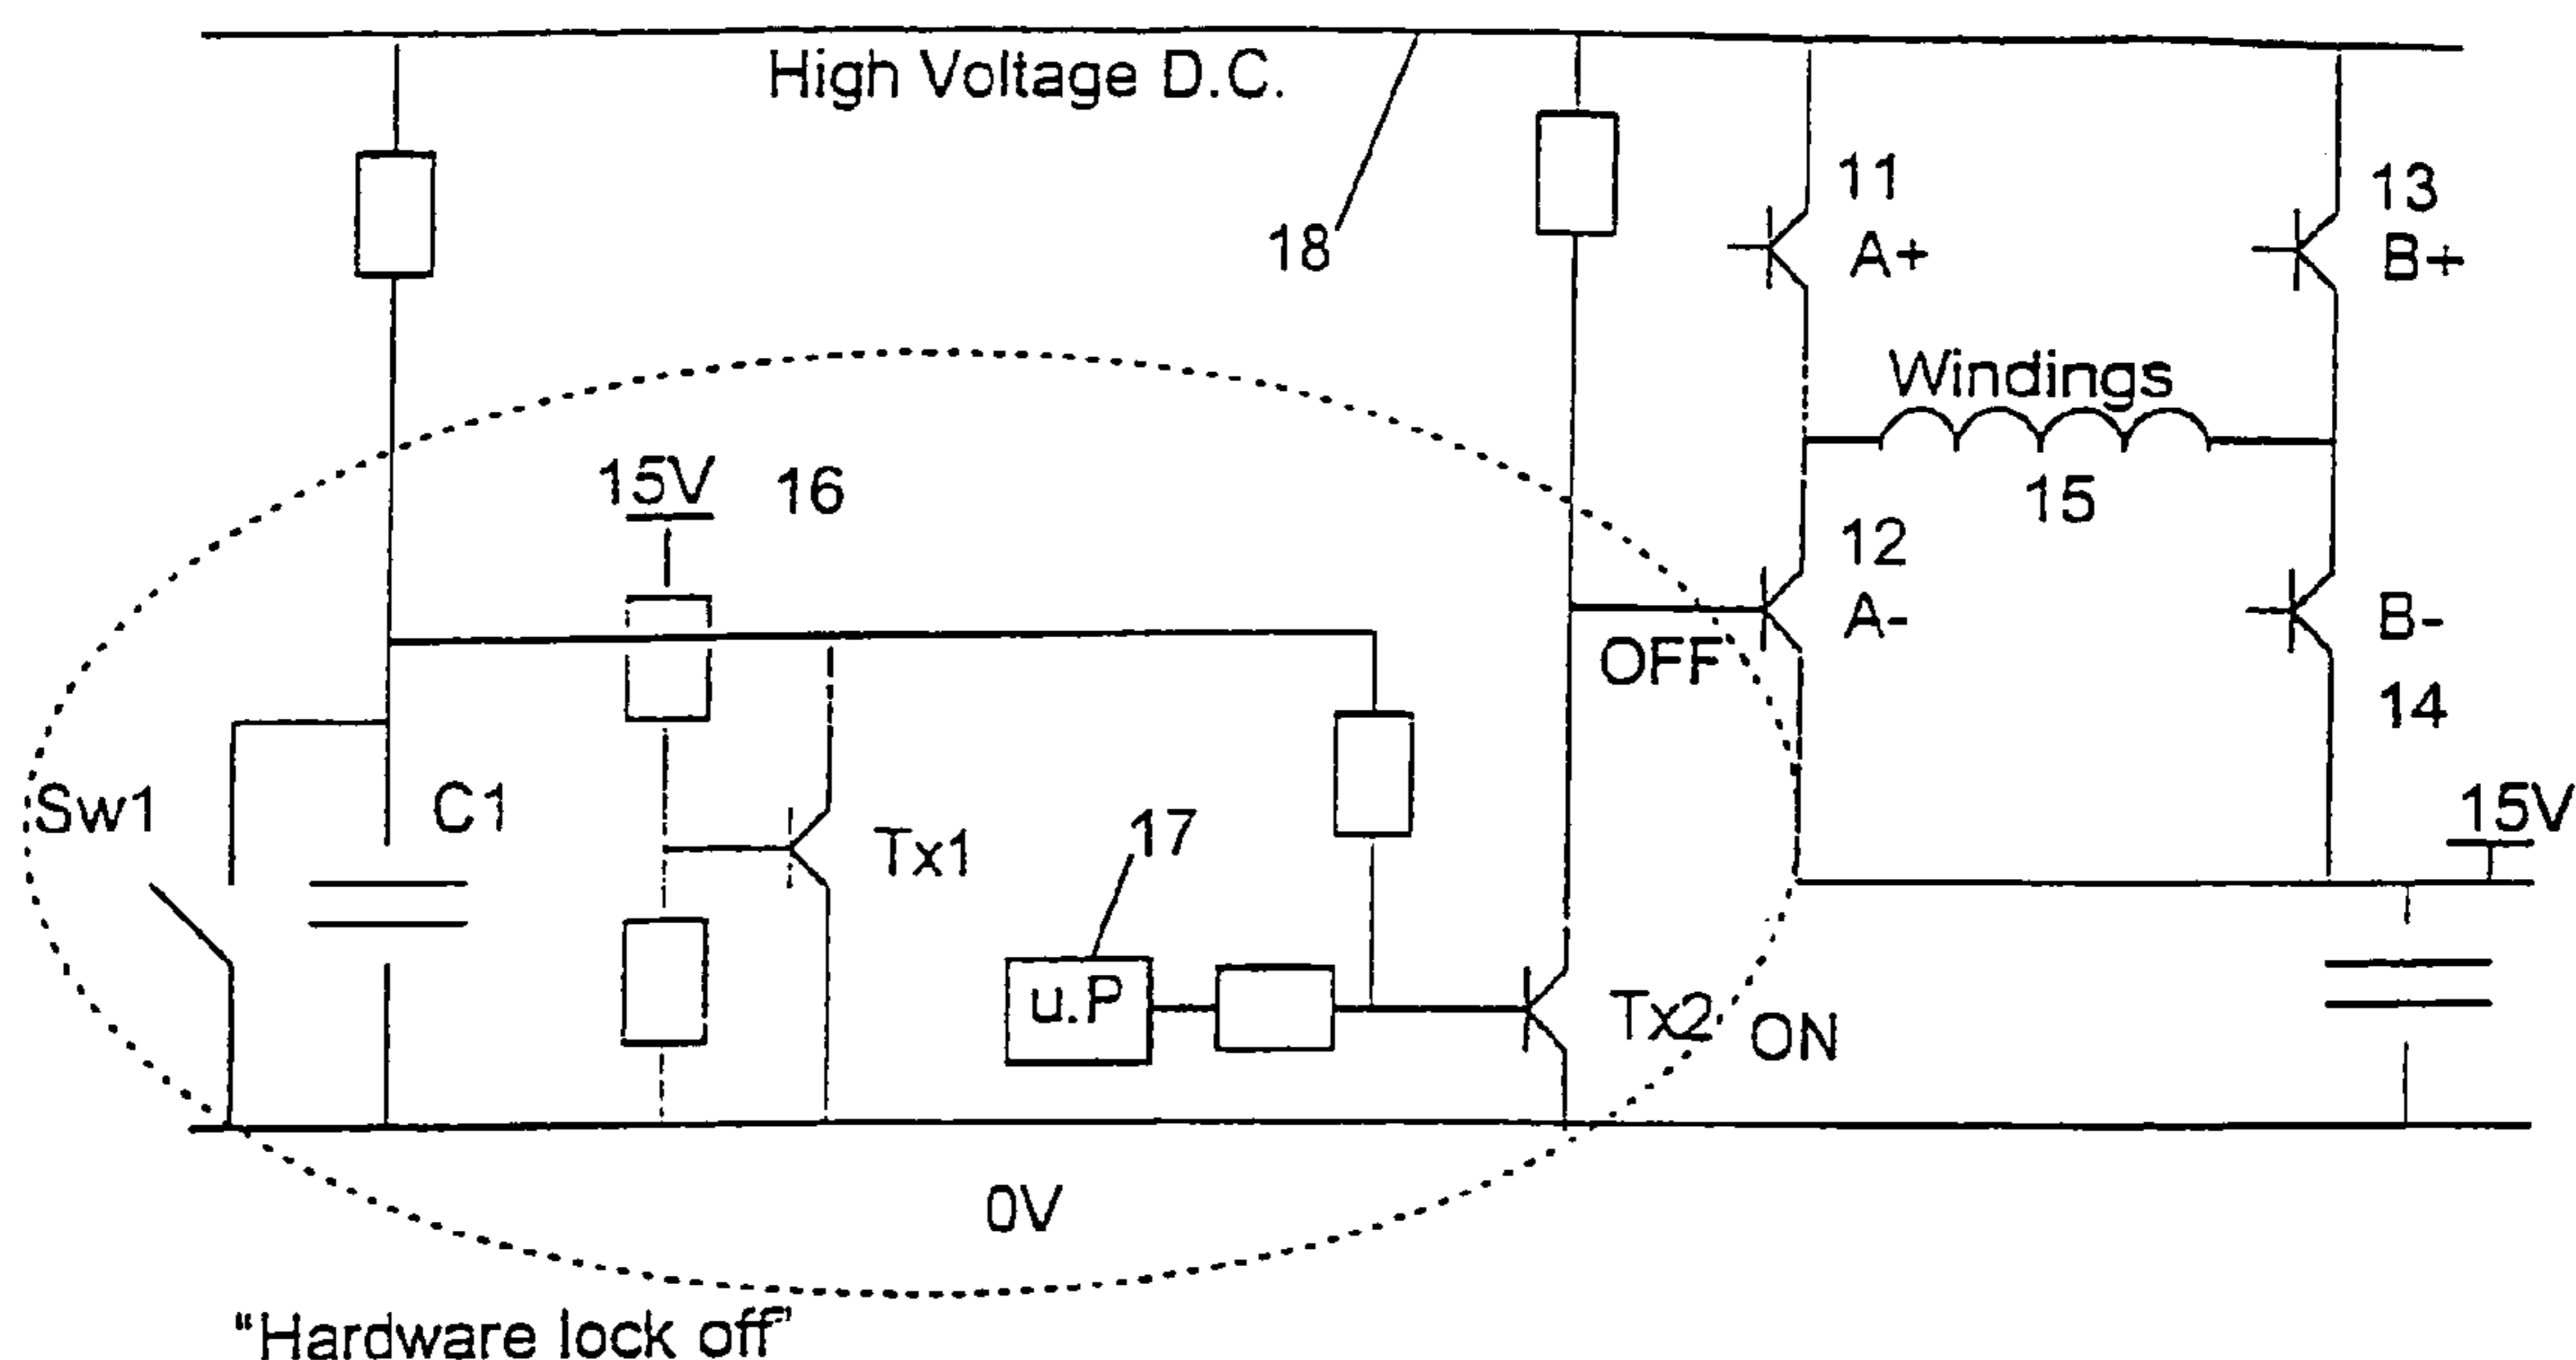 High Voltage D.C.
18
11
A+
13
B+
Windings
15
15V
16
12
A-
OFF
B-
14
Sw1
C1
Tx1
17
15V
u.P
Tx2
ON
0V
"Hardware lock off"